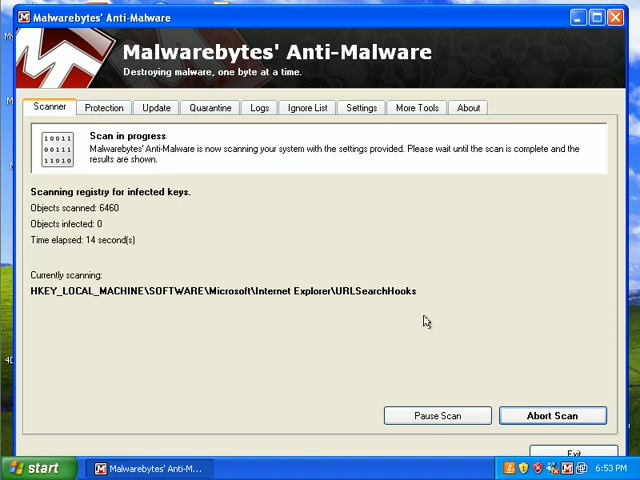 Malwarebytes' Anti-Malware
Malwarebytes' Anti-Malware
Destroying malware, one byte at a time.
Scanner Protection Update Quarantine Logs Ignore List Settings More Tools About
10011
00111
11010
Scan in progress
Malwarebytes' Anti-Malware is now scanning your system with the settings provided. Please wait until the scan is complete and the
results are shown.
Scanning registry for infected keys.
Objects scanned: 6460
Objects infected: 0
Time elapsed: 14 second(s)
Currently scanning:
HKEY_LOCAL_MACHINE\SOFTWARE\Microsoft\Internet Explorer\URLSearchHooks
Pause Scan Abort Scan
Exit
start Malwarebytes' Anti-M... 6:53 PM